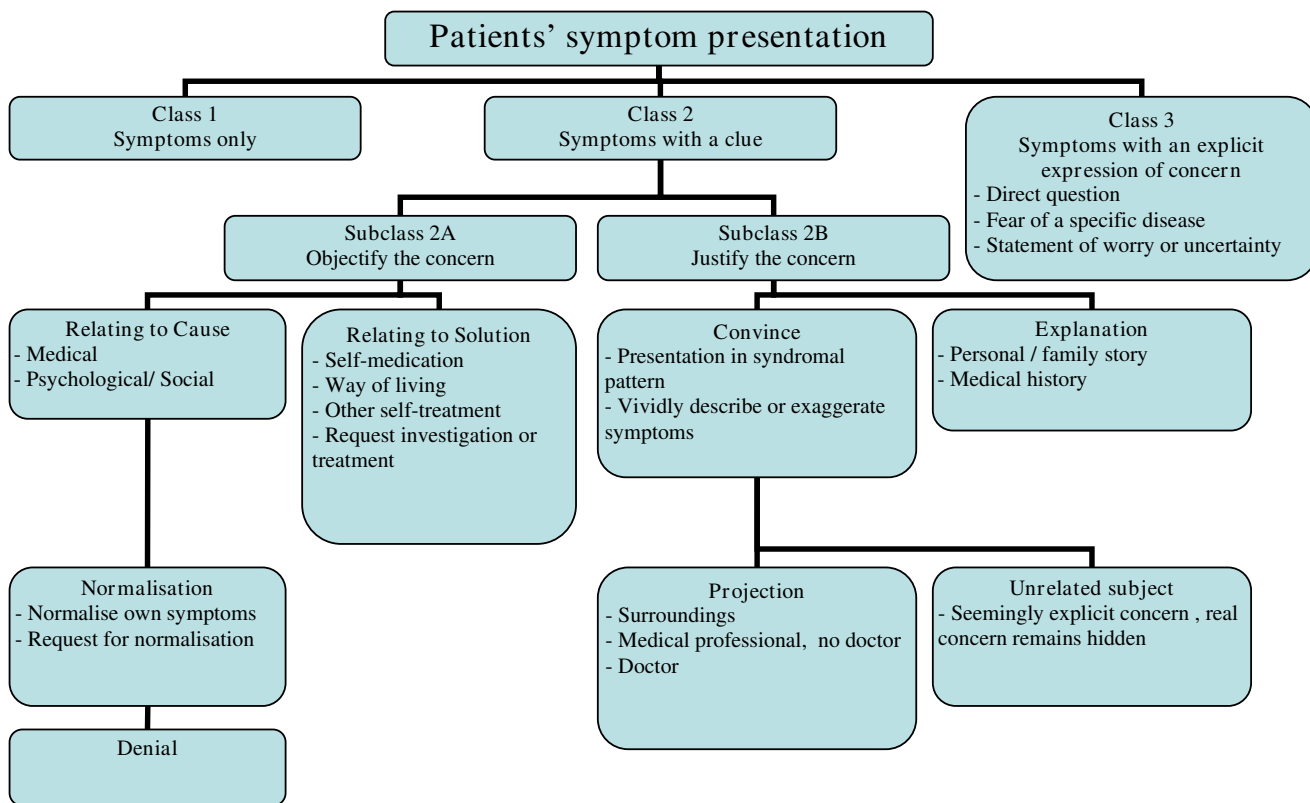 Patients’ symptom presentation
Class 1
Symptoms only
Class 2
Symptoms with a clue
Class 3
Symptoms with an explicit
expression of concern
- Direct question
- Fear of a specific disease
- Statement of worry or uncertainty
Subclass 2A
Objectify the concern
Subclass 2B
Justify the concern
Relating to Cause
- Medical
- Psychological/ Social
Relating to Solution
- Self-medication
- Way of living
- Other self-treatment
- Request investigation or
treatment
Convince
- Presentation in syndromal
pattern
- Vividly describe or exaggerate
symptoms
Explanation
- Personal / family story
- Medical history
Normalisation
- Normalise own symptoms
- Request for normalisation
Projection
- Surroundings
- Medical professional, no doctor
- Doctor
Unrelated subject
- Seemingly explicit concern , real
concern remains hidden
Denial